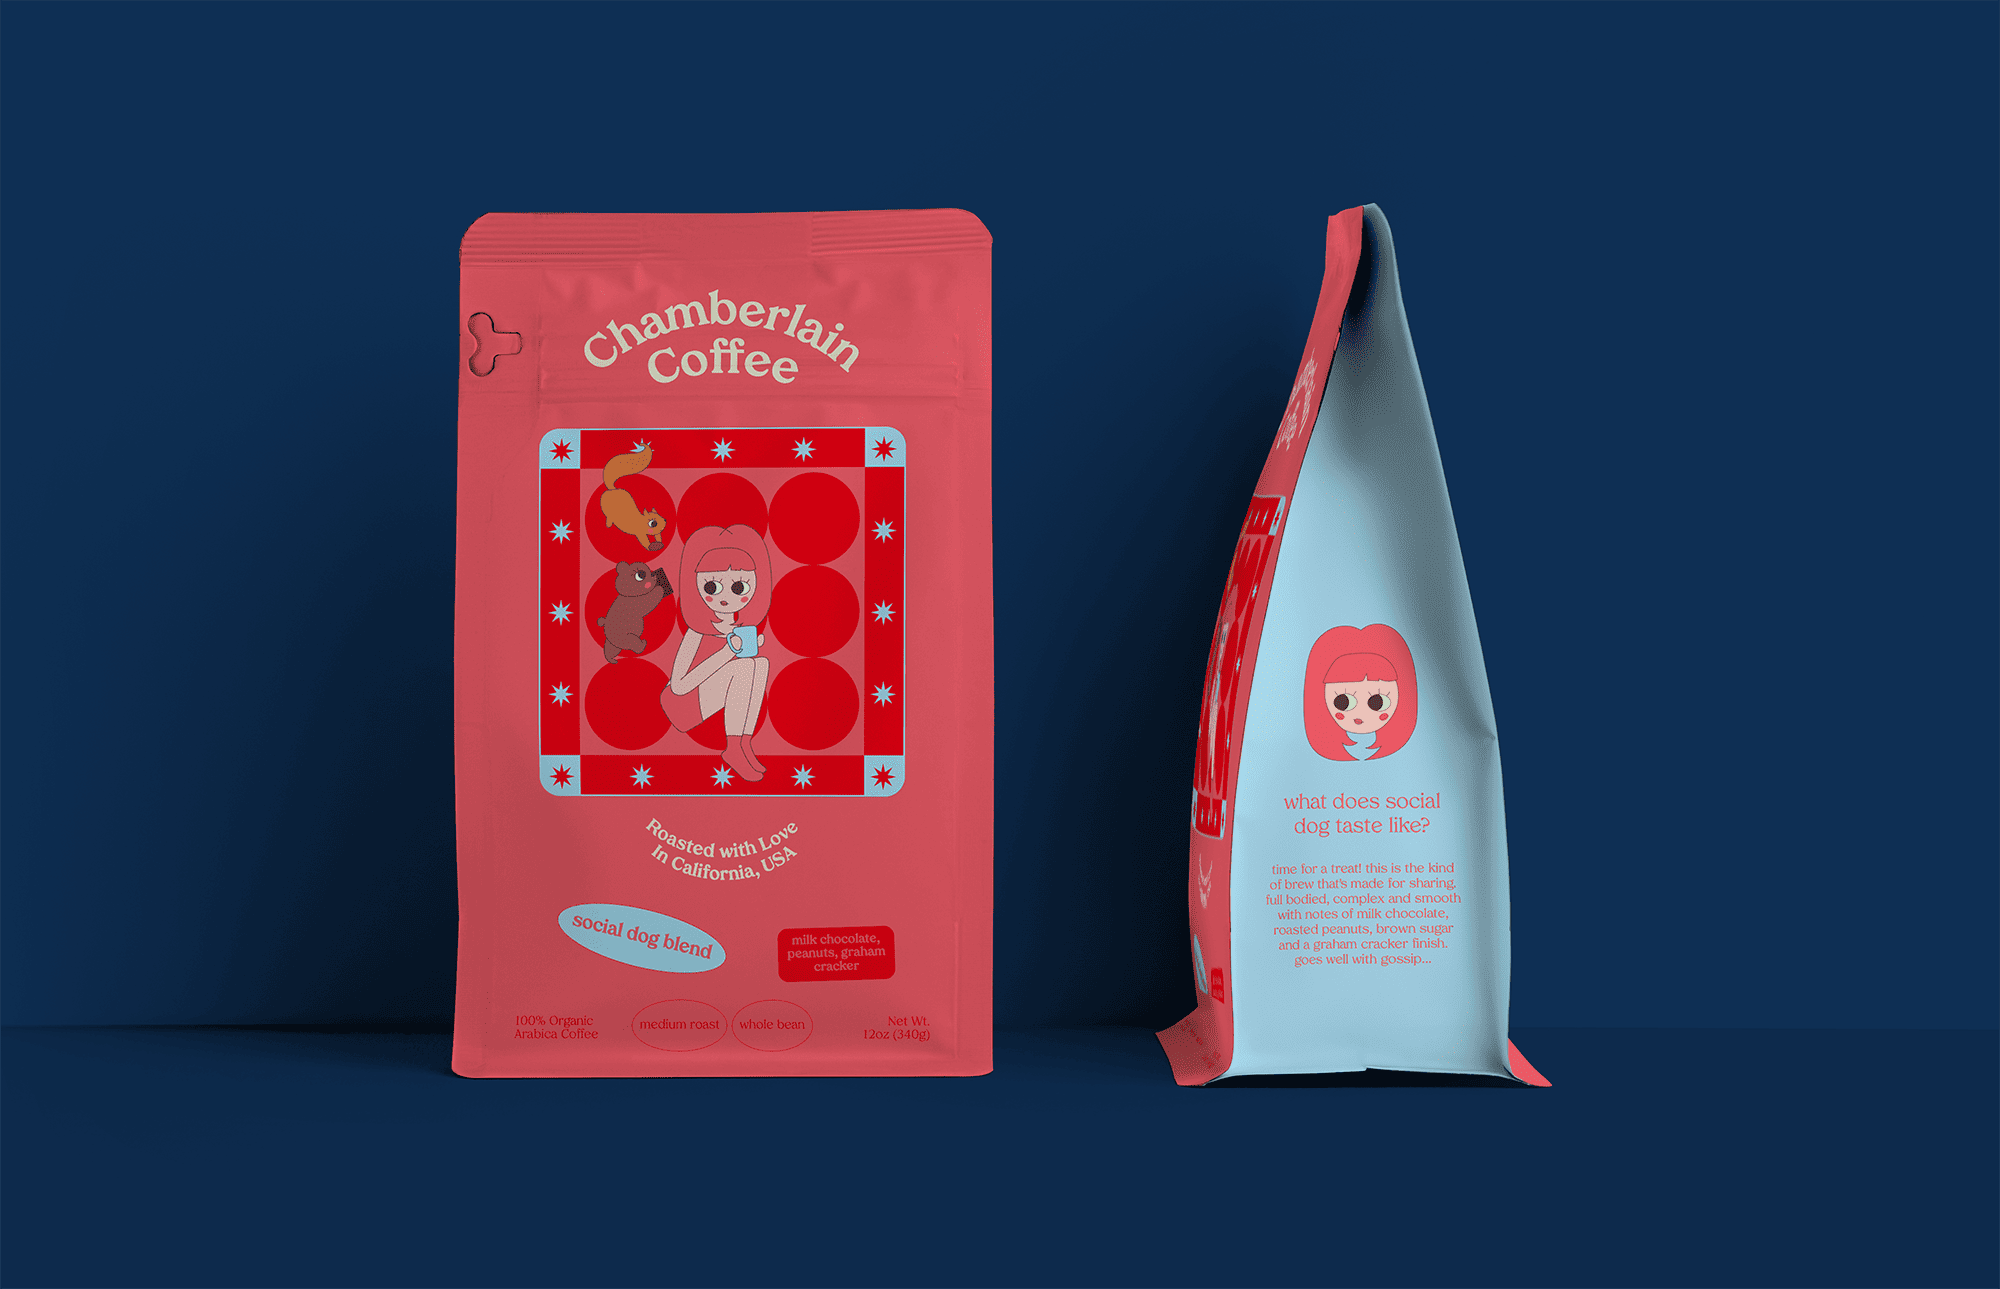 Chamberlain
Coffee
Roasted with Love
In California, USA
social dog blend
milk chocolate,
peanuts, graham
cracker
100% Organic
Arabica Coffee
medium roast
whole bean
Net Wt.
12oz (340g)
what does social
dog taste like?
time for a treat! this is the kind
of brew that's made for sharing.
full bodied, complex and smooth
with notes of milk chocolate,
roasted peanuts, brown sugar
and a graham cracker finish.
goes well with gossip...